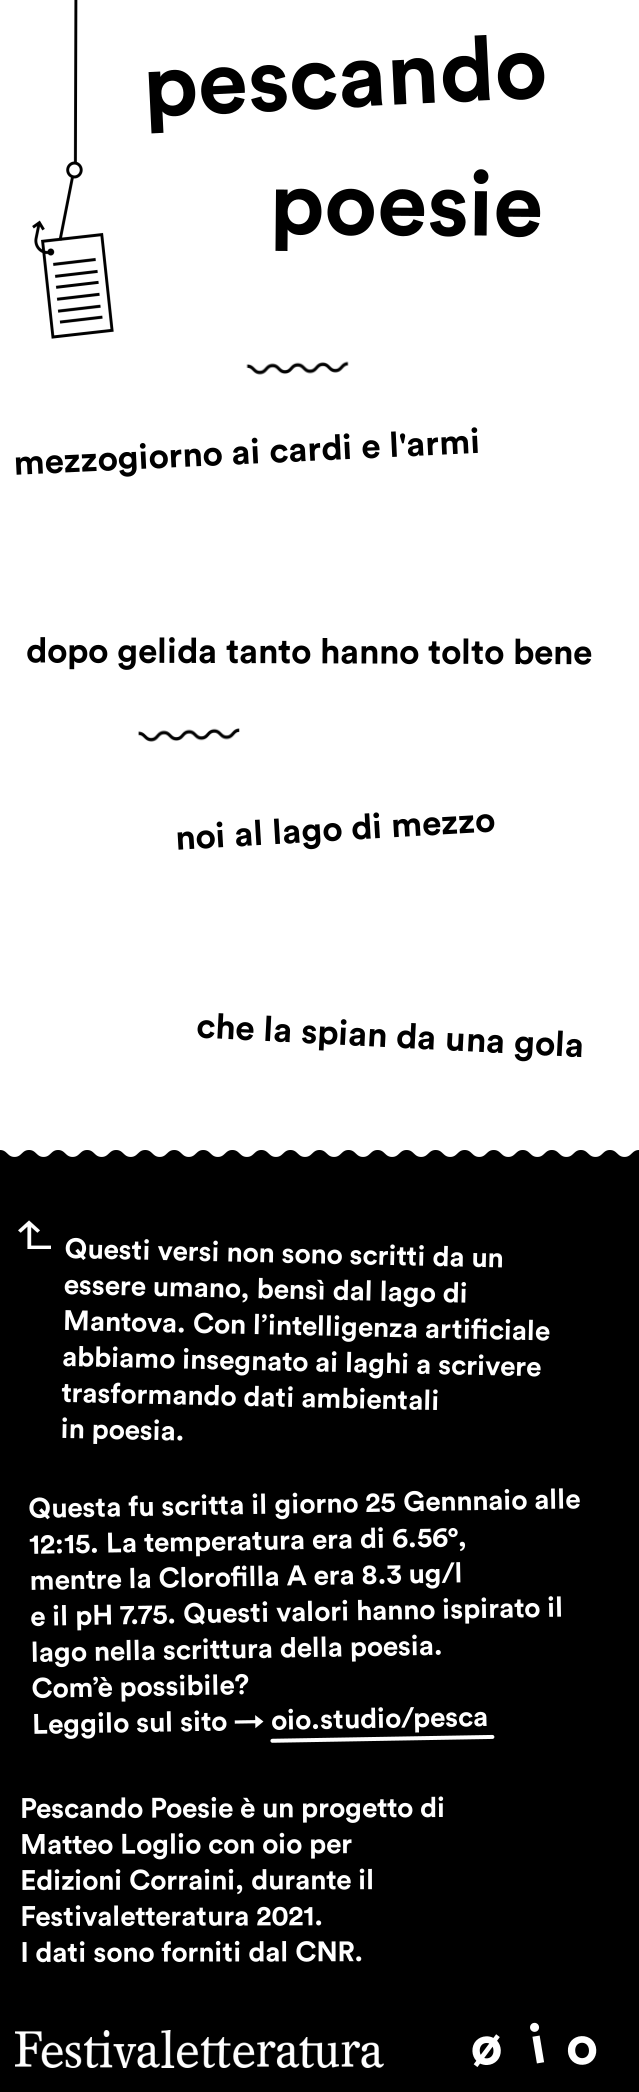 pescando
poesie
mezzogiorno ai cardi e l'armi
dopo gelida tanto hanno tolto bene
noi al lago di mezzo
che la spian da una gola
Questi versi non sono scritti da un
essere umano, bensì dal lago di
Mantova. Con l’intelligenza artificiale
abbiamo insegnato ai laghi a scrivere
trasformando dati ambientali
in poesia.
Questa fu scritta il giorno 25 Gennnaio alle
12:15. La temperatura era di 6.56°,
mentre la Clorofilla A era 8.3 ug/l
e il pH 7.75. Questi valori hanno ispirato il
lago nella scrittura della poesia.
Com’è possibile?
Leggilo sul sito → oio.studio/pesca
Pescando Poesie è un progetto di
Matteo Loglio con oio per
Edizioni Corraini, durante il
Festivaletteratura 2021.
I dati sono forniti dal CNR.
Festivaletteratura ø i o